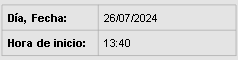 Día, Fecha: 26/07/2024
Hora de inicio: 13:40